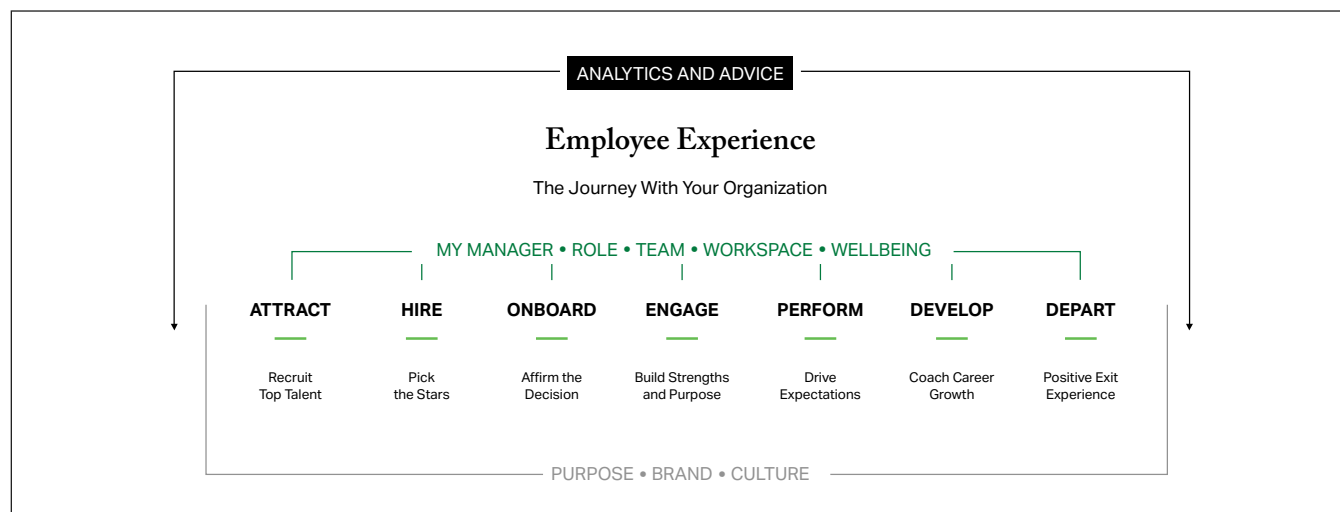 ANALYTICS AND ADVICE
Employee Experience
The Journey With Your Organization
MY MANAGER • ROLE • TEAM • WORKSPACE • WELLBEING
ATTRACT
Recruit
Top Talent
HIRE
Pick
the Stars
ONBOARD
Affirm the
Decision
ENGAGE
Build Strengths
and Purpose
PERFORM
Drive
Expectations
DEVELOP
Coach Career
Growth
DEPART
Positive Exit
Experience
PURPOSE • BRAND • CULTURE